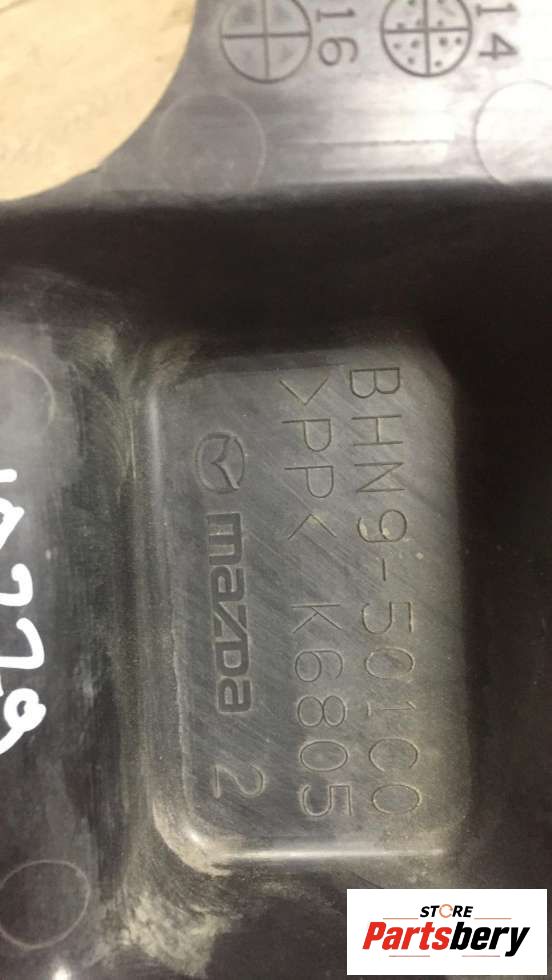 14
16
BHN9-501C0
>PP< K6805
mazda 2
STORE
Partsbery